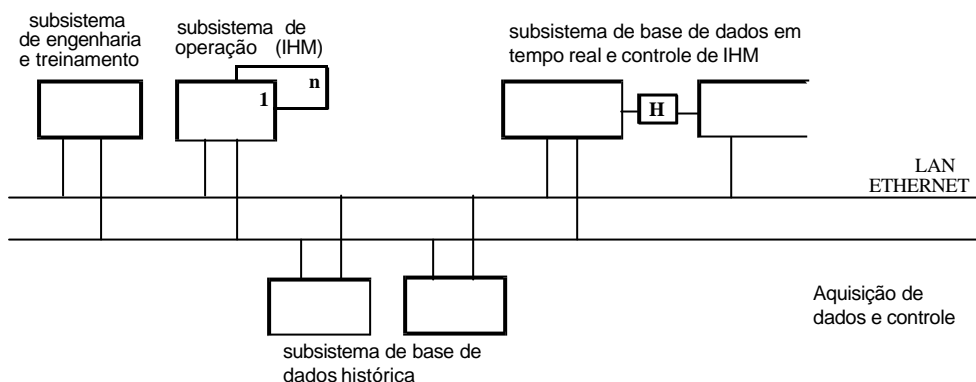 subsistema
de engenharia
e treinamento
subsistema de
operação (IHM)
n
1
subsistema de base de dados em
tempo real e controle de IHM
H
LAN
ETHERNET
Aquisição de
dados e controle
subsistema de base de
dados histórica